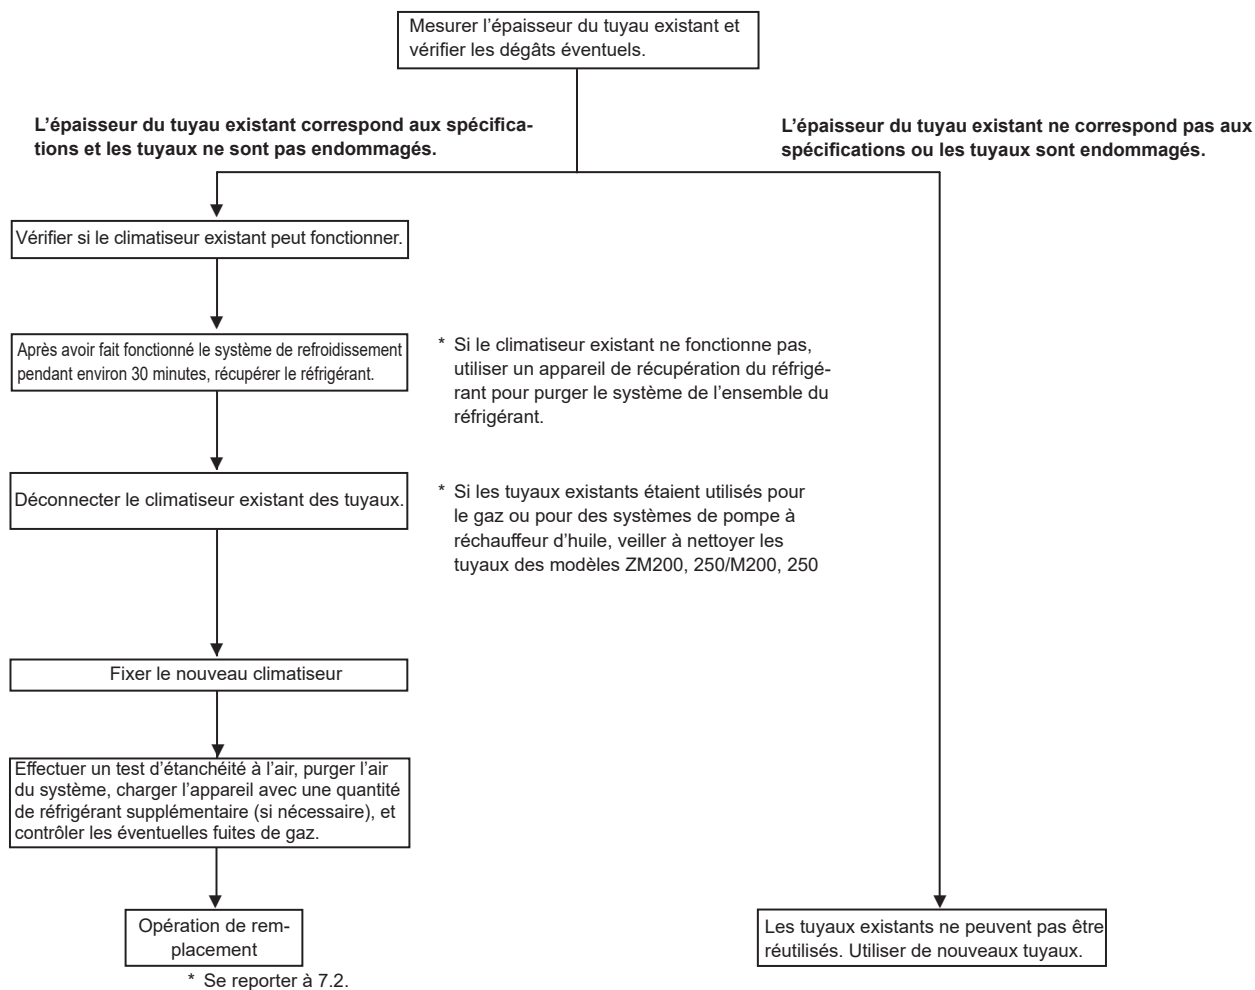 Mesurer l’épaisseur du tuyau existant et
vérifier les dégâts éventuels.
L’épaisseur du tuyau existant correspond aux spécifica-
tions et les tuyaux ne sont pas endommagés.
L’épaisseur du tuyau existant ne correspond pas aux
spécifications ou les tuyaux sont endommagés.
Vérifier si le climatiseur existant peut fonctionner.
Après avoir fait fonctionné le système de refroidissement
pendant environ 30 minutes, récupérer le réfrigérant.
* Si le climatiseur existant ne fonctionne pas,
utiliser un appareil de récupération du réfrigé-
rant pour purger le système de l’ensemble du
réfrigérant.
Déconnecter le climatiseur existant des tuyaux.
* Si les tuyaux existants étaient utilisés pour
le gaz ou pour des systèmes de pompe à
réchauffeur d’huile, veiller à nettoyer les
tuyaux des modèles ZM200, 250/M200, 250
Fixer le nouveau climatiseur
Effectuer un test d’étanchéité à l’air, purger l’air
du système, charger l’appareil avec une quantité
de réfrigérant supplémentaire (si nécessaire), et
contrôler les éventuelles fuites de gaz.
Opération de rem-
placement
* Se reporter à 7.2.
Les tuyaux existants ne peuvent pas être
réutilisés. Utiliser de nouveaux tuyaux.